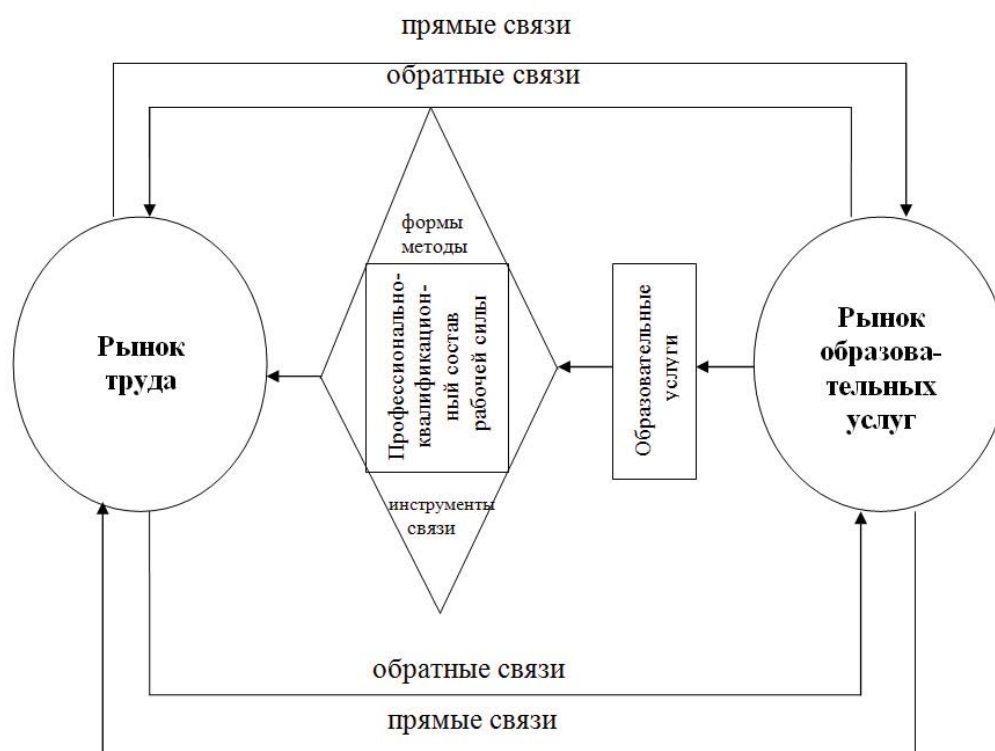 прямые связи
обратные связи
формы
методы
Рынок
труда
Профессионально-
квалификацион-
ный состав
рабочей силы
Образовательные
услуги
Рынок
образова-
тельных
услуг
инструменты
связи
обратные связи
прямые связи